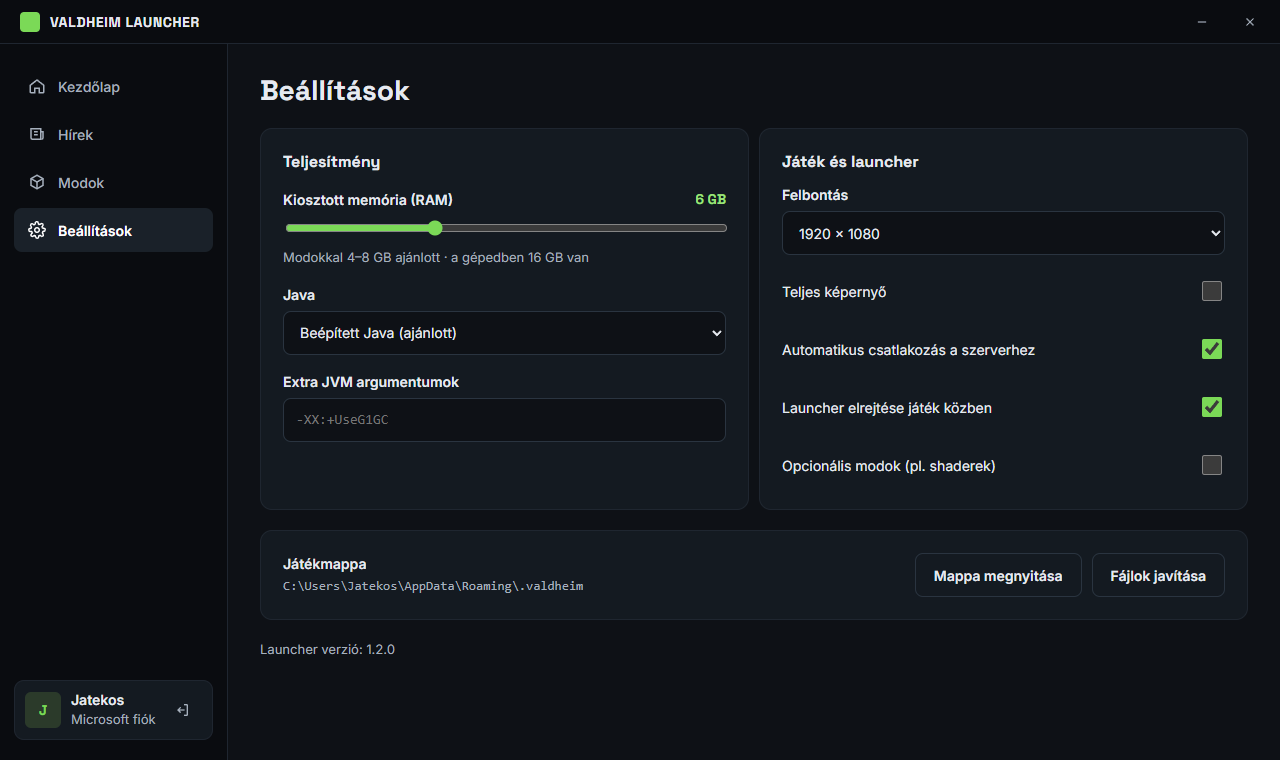 VALDHEIM LAUNCHER
Kezdőlap
Hírek
Modok
Beállítások
Jatekos
Microsoft fiók
J
Beállítások
Teljesítmény
Kiosztott memória (RAM)
6 GB
Modokkal 4–8 GB ajánlott · a gépedben 16 GB van
Java
Beépített Java (ajánlott)
Extra JVM argumentumok
-XX:+UseG1GC
Játék és launcher
Felbontás
1920 × 1080
Teljes képernyő
Automatikus csatlakozás a szerverhez
Launcher elrejtése játék közben
Opcionális modok (pl. shaderek)
Játékmappa
C:\Users\Jatekos\AppData\Roaming\.valdheim
Mappa megnyitása
Fájlok javítása
Launcher verzió: 1.2.0